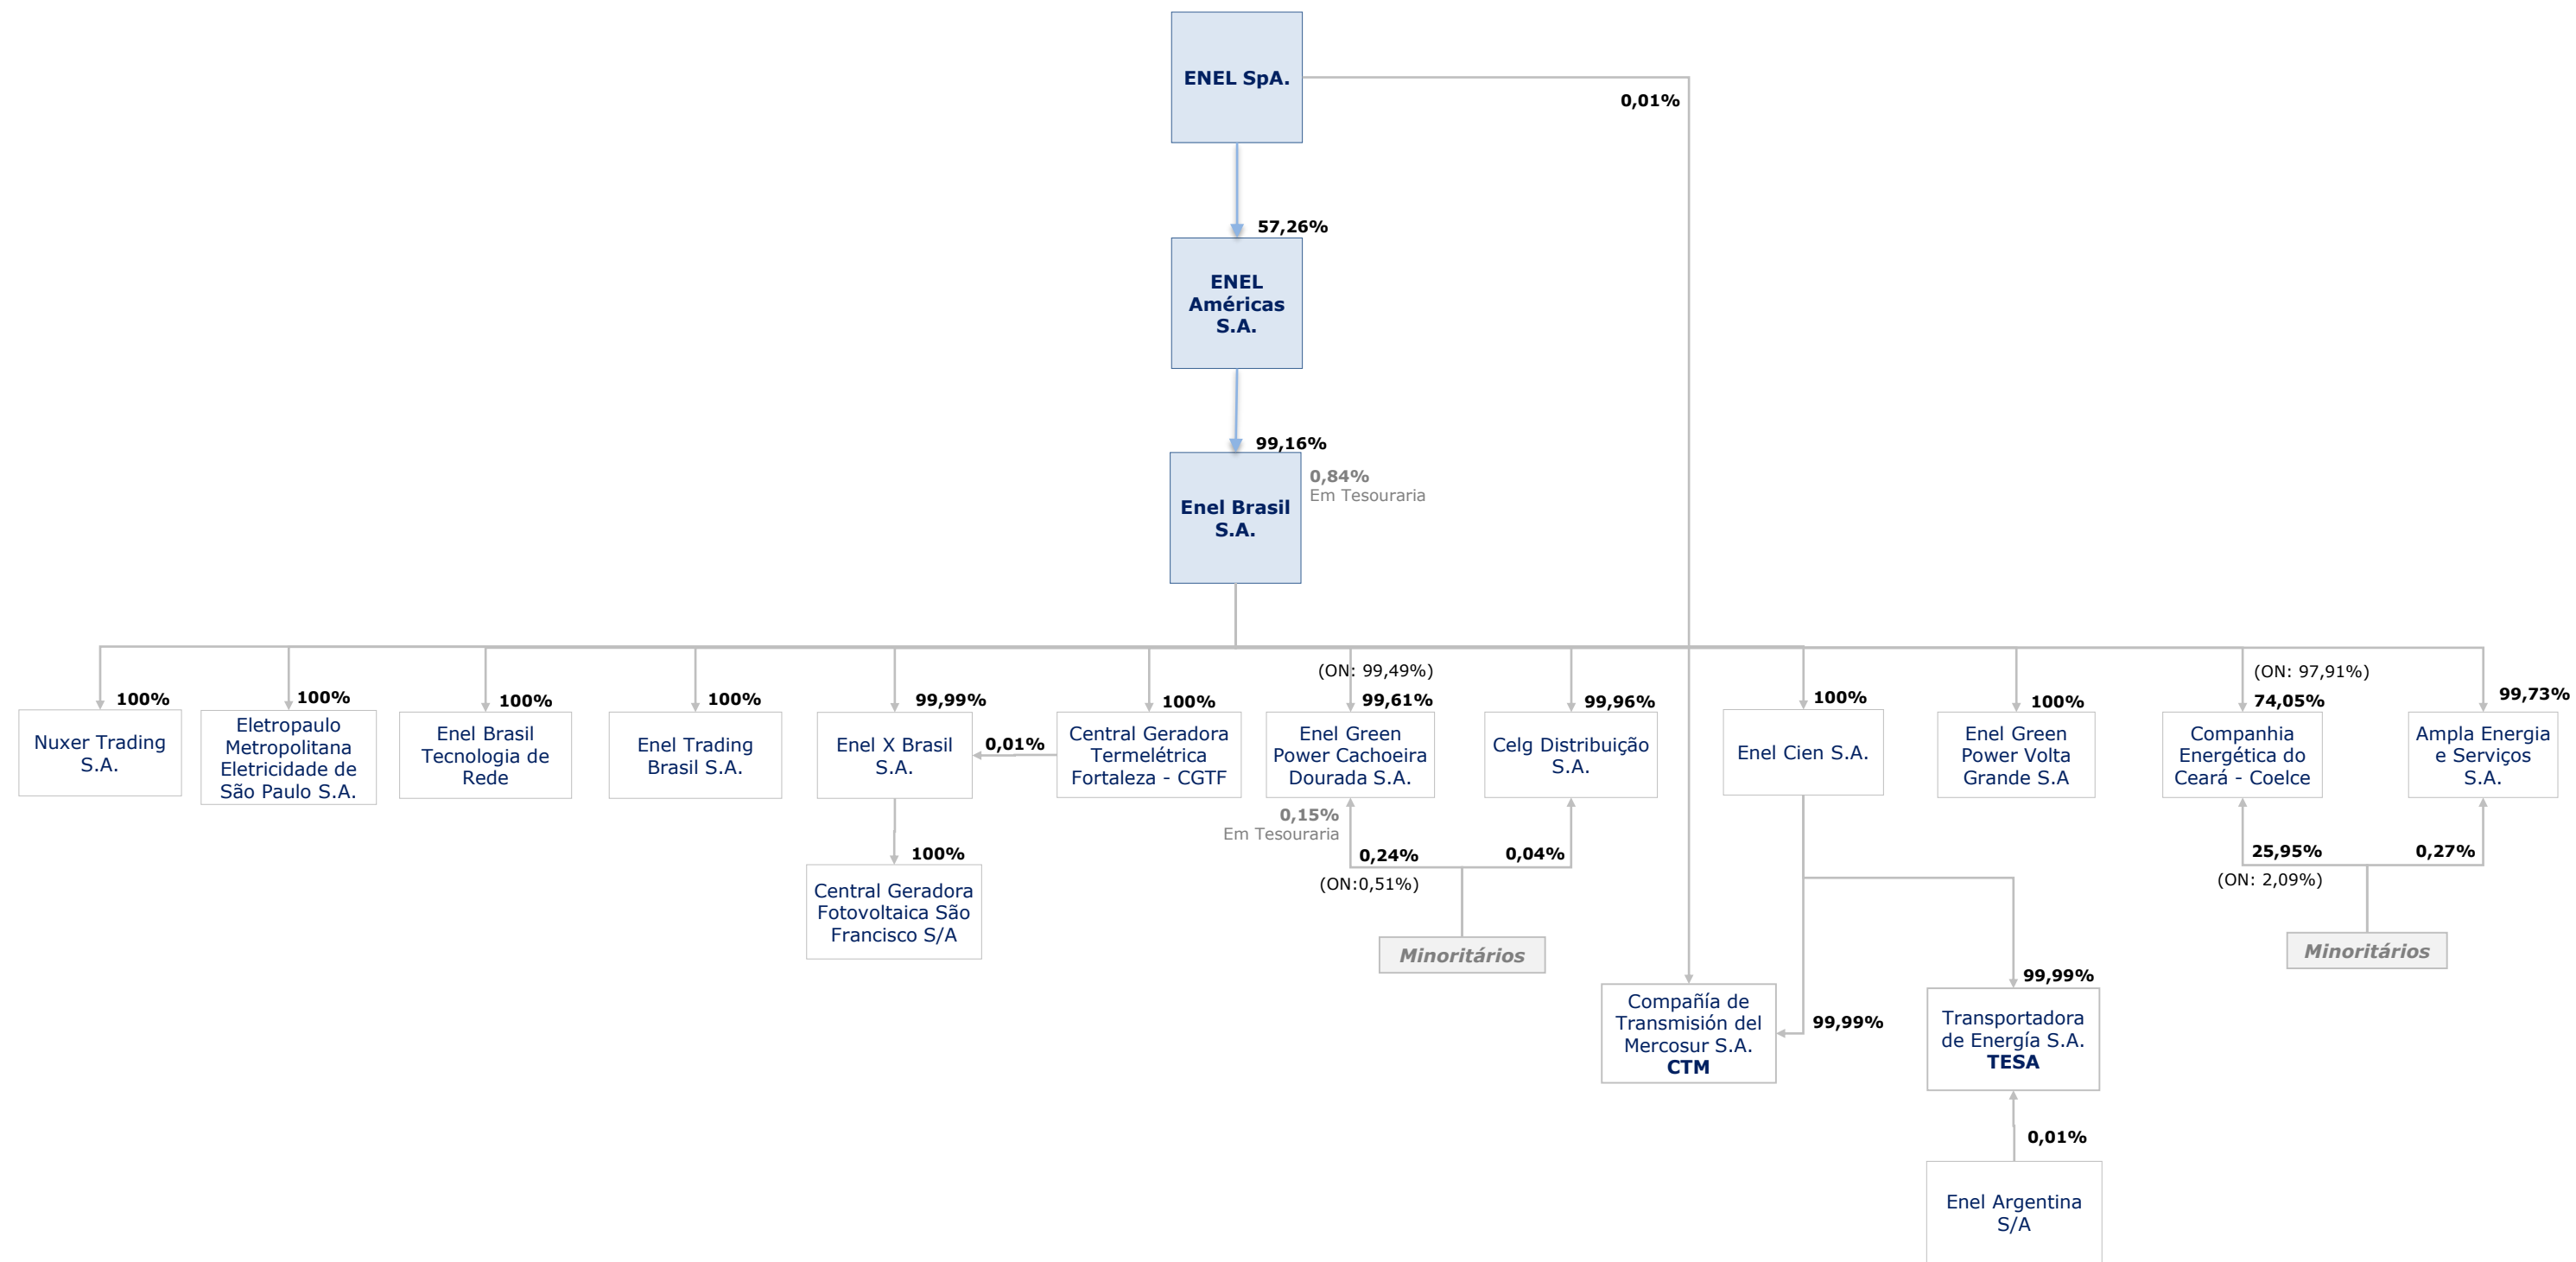 ENEL SpA.
0,01%
57,26%
ENEL
Américas
S.A.
99,16%
0,84%
Em Tesouraria
Enel Brasil
S.A.
100%
Nuxer Trading
S.A.
100%
Eletropaulo
Metropolitana
Eletricidade de
São Paulo S.A.
100%
Enel Brasil
Tecnologia de
Rede
100%
Enel Trading
Brasil S.A.
99,99%
Enel X Brasil
S.A.
0,01%
100%
Central Geradora
Termelétrica
Fortaleza - CGTF
(ON: 99,49%)
99,61%
Enel Green
Power Cachoeira
Dourada S.A.
99,96%
Celg Distribuição
S.A.
100%
Enel Cien S.A.
100%
Enel Green
Power Volta
Grande S.A
(ON: 97,91%)
74,05%
Companhia
Energética do
Ceará - Coelce
99,73%
Ampla Energia
e Serviços
S.A.
100%
Central Geradora
Fotovoltaica São
Francisco S/A
0,15%
Em Tesouraria
0,24%
(ON:0,51%)
0,04%
Minoritários
25,95%
(ON: 2,09%)
0,27%
Minoritários
Compañía de
Transmisión del
Mercosur S.A.
CTM
99,99%
99,99%
Transportadora
de Energía S.A.
TESA
0,01%
Enel Argentina
S/A